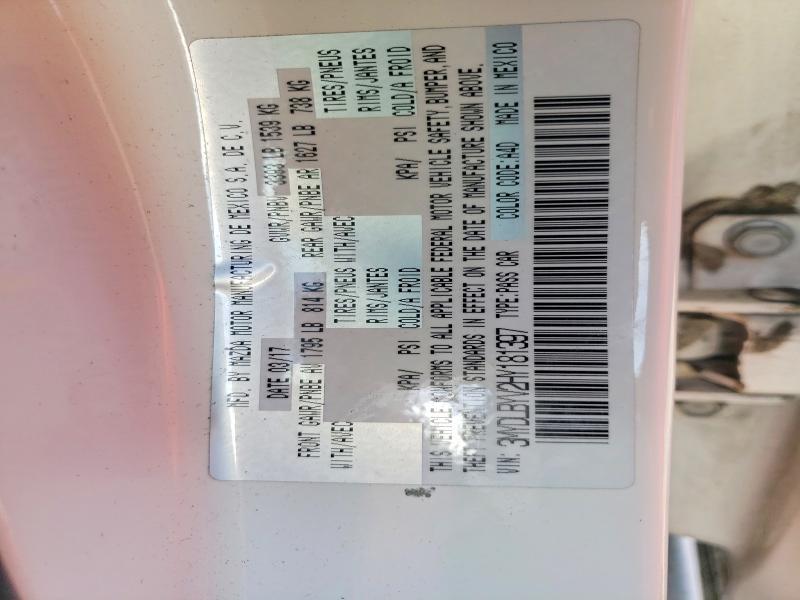 MFD. BY MAZDA MOTOR MANUFACTURING DE MEXICO S.A. DE C.V.
DATE 03/17 GVWR/PNBV 3393 LB 1539 KG
FRONT GAWR/PNBE AV 1795 LB 814 KG REAR GAWR/PNBE AR 1627 LB 738 KG
WITH/AVEC TIRES/PNEUS WITH/AVEC TIRES/PNEUS
RIMS/JANTES RIMS/JANTES
KPA/ PSI COLD/A FROID KPA/ PSI COLD/A FROID
THIS VEHICLE CONFORMS TO ALL APPLICABLE FEDERAL MOTOR VEHICLE SAFETY, BUMPER, AND
THEFT PREVENTION STANDARDS IN EFFECT ON THE DATE OF MANUFACTURE SHOWN ABOVE.
VIN: TYPE: PASS CAR COLOR CODE: A4D MADE IN MEXICO